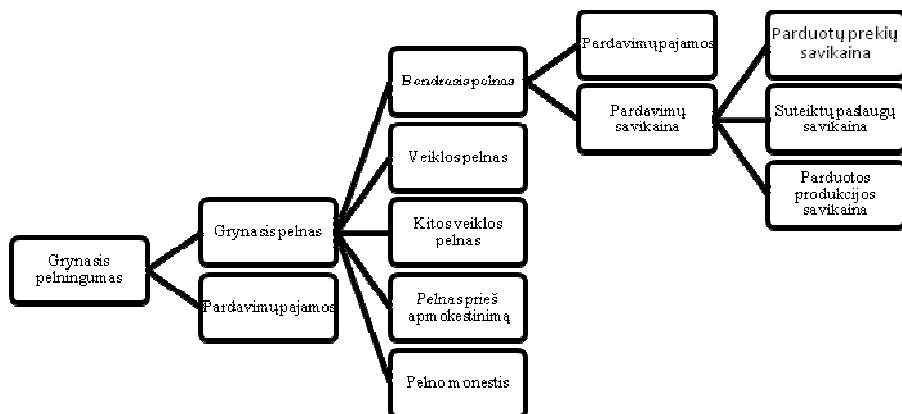 Grynasis
pelningumas
Grynasis pelnas
Pardavimų pajamos
Bendrasis pelnas
Veiklos pelnas
Kitos veiklos
pelnas
Pelnas prieš
apmokestinimą
Pelno mokestis
Pardavimų pajamos
Pardavimų
savikaina
Parduotų prekių
savikaina
Suteiktų paslaugų
savikaina
Parduotos
produkcijos
savikaina